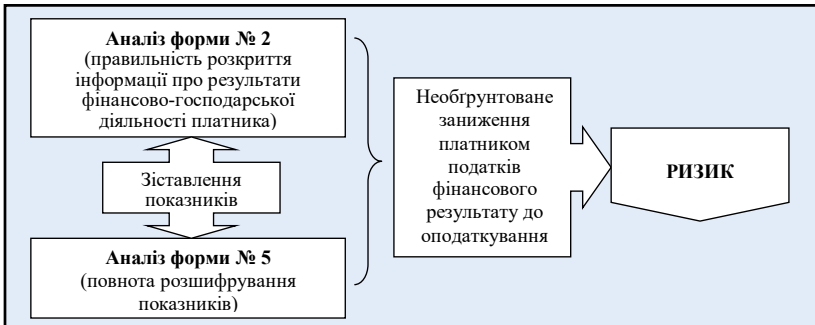 Аналіз форми № 2
(правильність розкриття
інформації про результати
фінансово-господарської
діяльності платника)
Зіставлення
показників
Аналіз форми № 5
(повнота розшифрування
показників)
Необґрунтоване
заниження
платником
податків
фінансового
результату до
оподаткування
РИЗИК